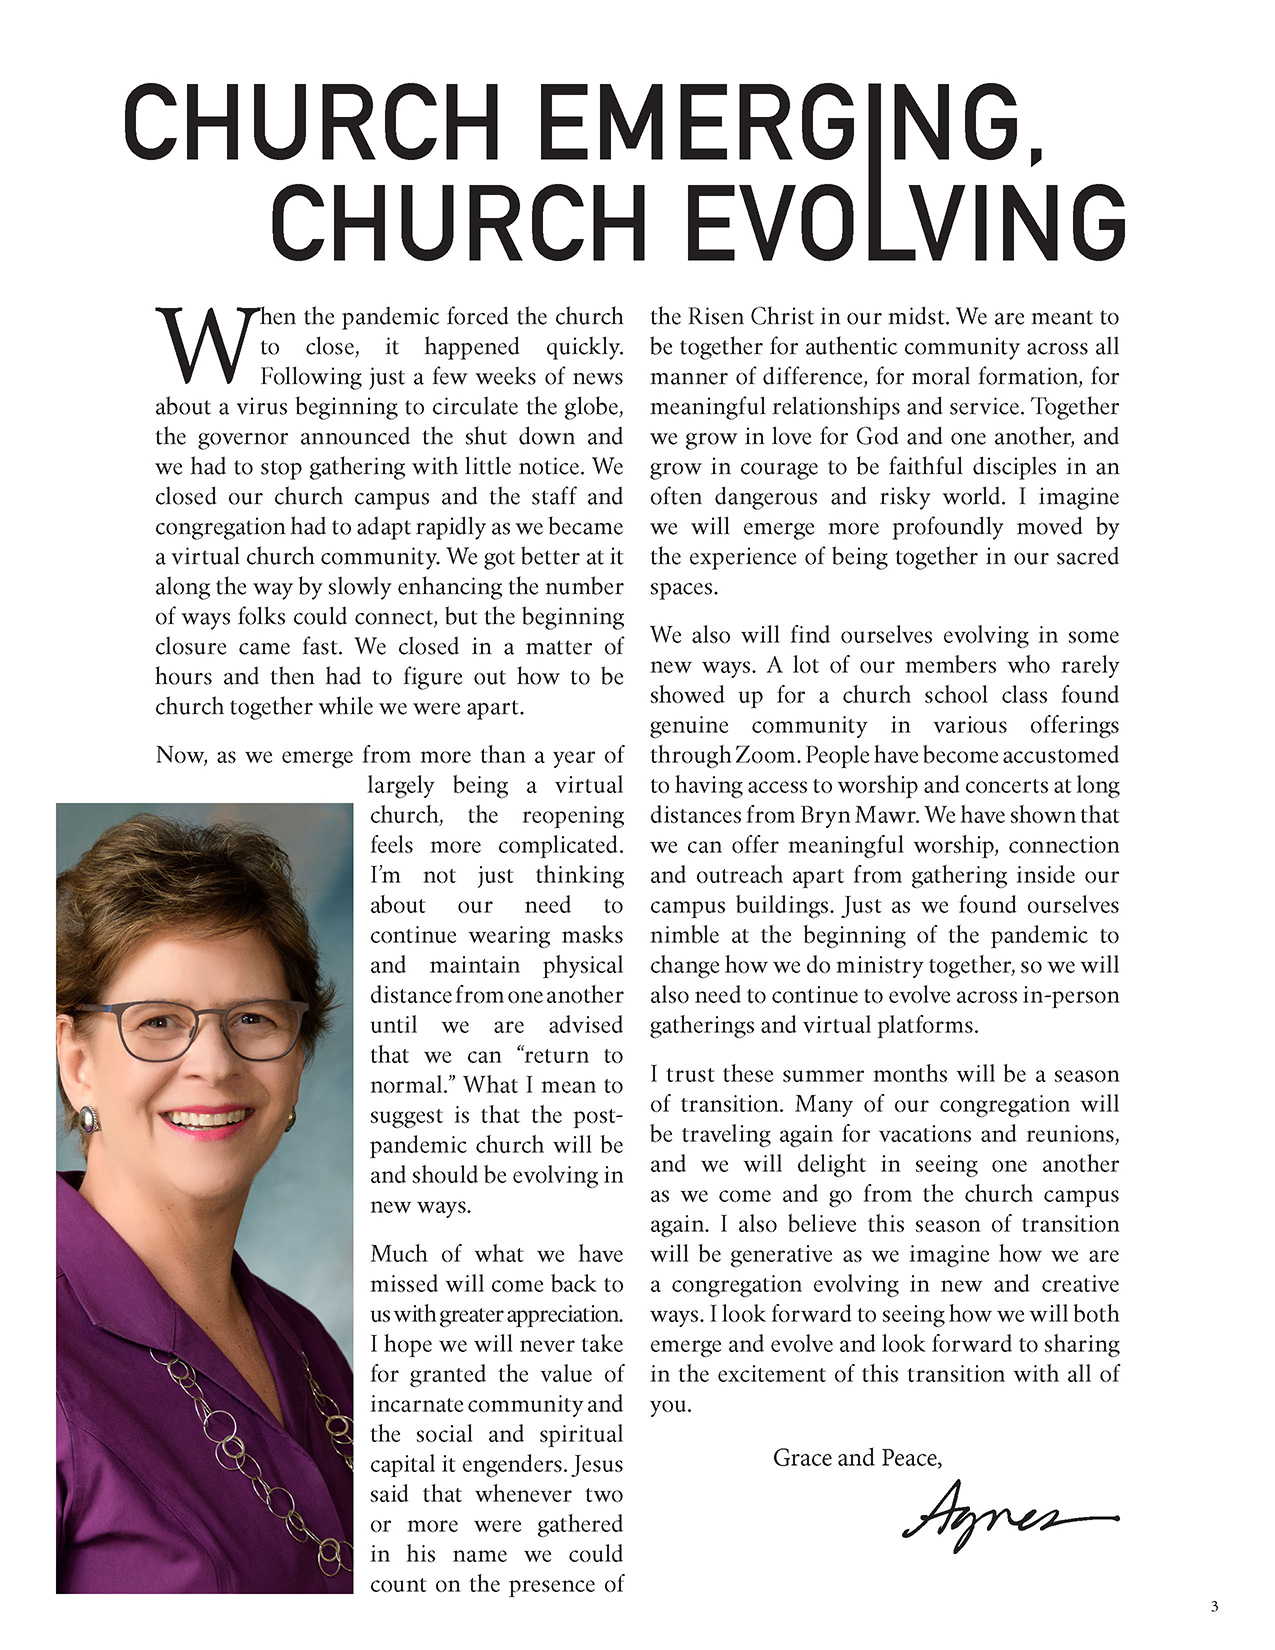 CHURCH EMERGING,
CHURCH EVOLVING
When the pandemic forced the church
to close, it happened quickly.
Following just a few weeks of news
about a virus beginning to circulate the globe,
the governor announced the shut down and
we had to stop gathering with little notice. We
closed our church campus and the staff and
congregation had to adapt rapidly as we became
a virtual church community. We got better at it
along the way by slowly enhancing the number
of ways folks could connect, but the beginning
closure came fast. We closed in a matter of
hours and then had to figure out how to be
church together while we were apart.
Now, as we emerge from more than a year of
largely being a virtual
church, the reopening
feels more complicated.
I’m not just thinking
about our need to
continue wearing masks
and maintain physical
distance from one another
until we are advised
that we can “return to
normal.” What I mean to
suggest is that the post-
pandemic church will be
and should be evolving in
new ways.
Much of what we have
missed will come back to
us with greater appreciation.
I hope we will never take
for granted the value of
incarnate community and
the social and spiritual
capital it engenders. Jesus
said that whenever two
or more were gathered
in his name we could
count on the presence of
the Risen Christ in our midst. We are meant to
be together for authentic community across all
manner of difference, for moral formation, for
meaningful relationships and service. Together
we grow in love for God and one another, and
grow in courage to be faithful disciples in an
often dangerous and risky world. I imagine
we will emerge more profoundly moved by
the experience of being together in our sacred
spaces.
We also will find ourselves evolving in some
new ways. A lot of our members who rarely
showed up for a church school class found
genuine community in various offerings
through Zoom. People have become accustomed
to having access to worship and concerts at long
distances from Bryn Mawr. We have shown that
we can offer meaningful worship, connection
and outreach apart from gathering inside our
campus buildings. Just as we found ourselves
nimble at the beginning of the pandemic to
change how we do ministry together, so we will
also need to continue to evolve across in-person
gatherings and virtual platforms.
I trust these summer months will be a season
of transition. Many of our congregation will
be traveling again for vacations and reunions,
and we will delight in seeing one another
as we come and go from the church campus
again. I also believe this season of transition
will be generative as we imagine how we are
a congregation evolving in new and creative
ways. I look forward to seeing how we will both
emerge and evolve and look forward to sharing
in the excitement of this transition with all of
you.
Grace and Peace,
Agnes
3